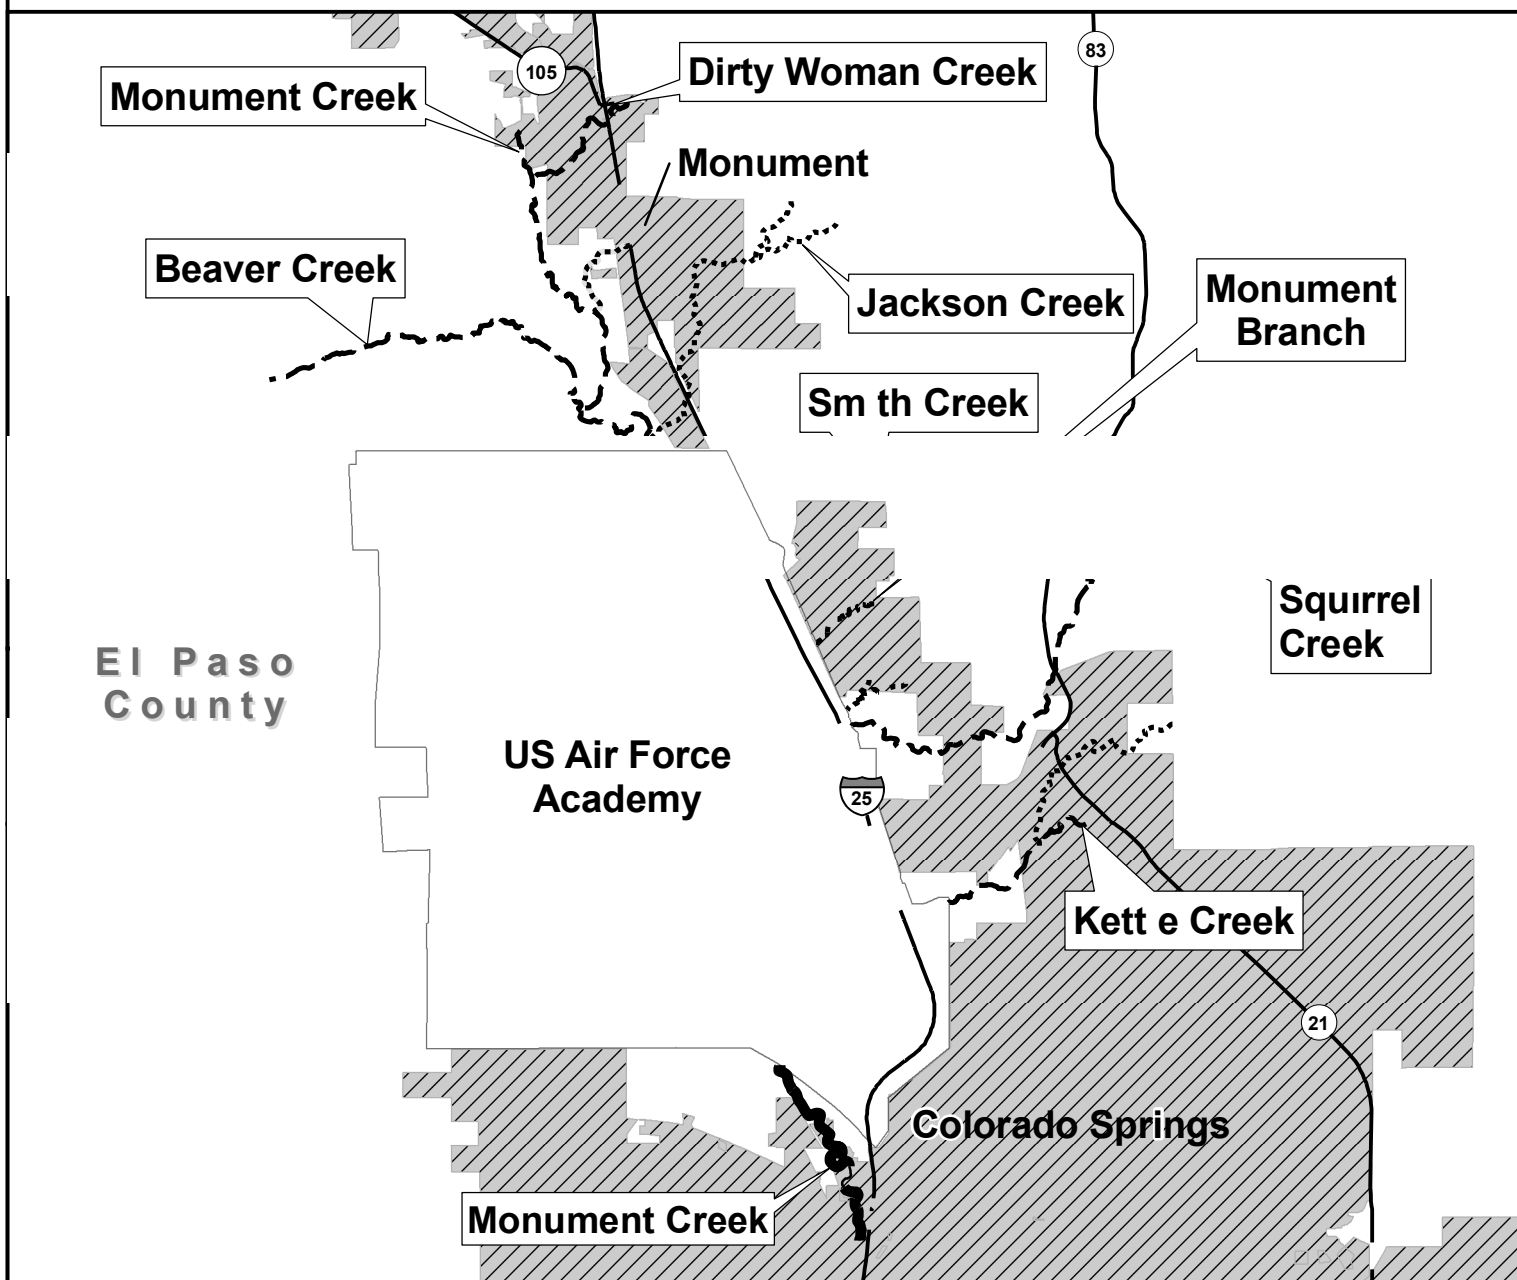 83
105
Dirty Woman Creek
Monument Creek
Monument
Beaver Creek
Jackson Creek
Monument
Branch
Sm th Creek
Squirrel
Creek
El Paso
County
US Air Force
Academy
25
Kett e Creek
21
Colorado Springs
Monument Creek